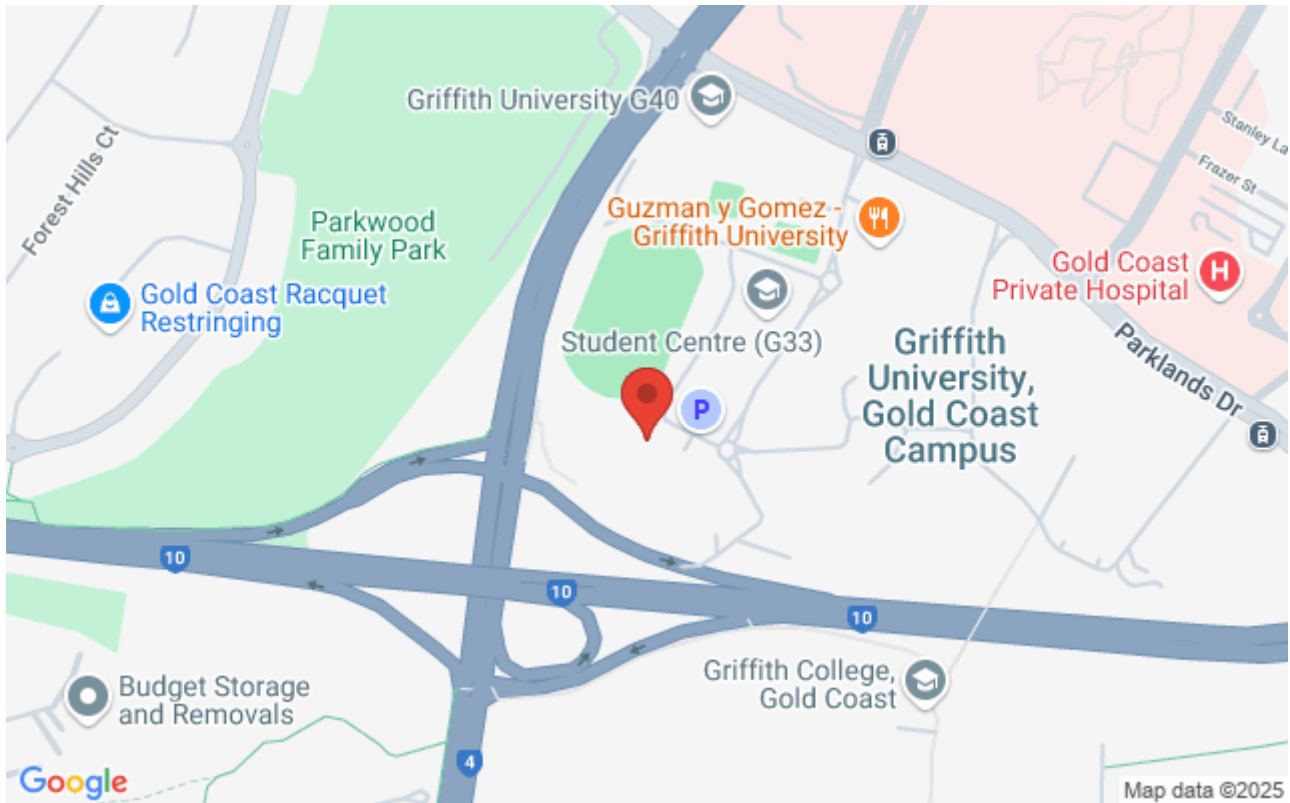 Griffith University G40
Stanley La
Frazer St
Forest Hills Ct
Parkwood
Family Park
Guzman y Gomez -
Griffith University
Gold Coast
Private Hospital
H
Gold Coast Racquet
Restringing
Student Centre (G33)
Griffith
University,
Gold Coast
Campus
Parklands Dr
P
10
10
10
Budget Storage
and Removals
Griffith College,
Gold Coast
4
Google
Map data ©2025